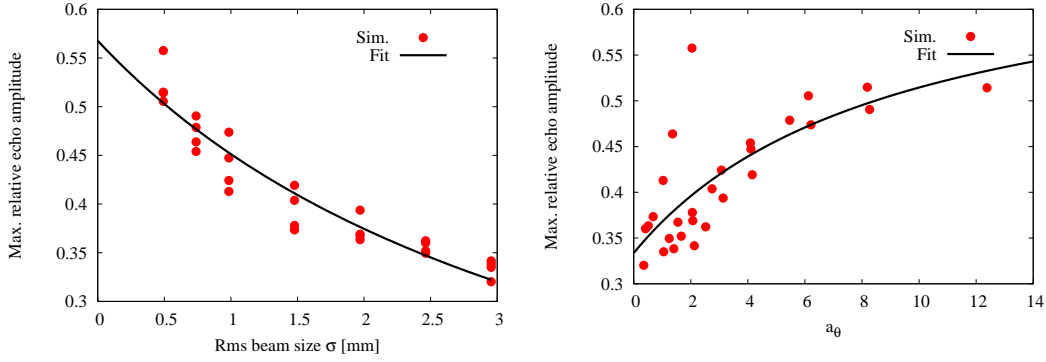 Max. relative echo amplitude
0.6
0.55
0.5
0.45
0.4
0.35
0.3
0 0.5 1 1.5 2 2.5 3
Rms beam size σ [mm]
Sim.
Fit
Max. relative echo amplitude
0.6
0.55
0.5
0.45
0.4
0.35
0.3
0 2 4 6 8 10 12 14
aθ
Sim.
Fit